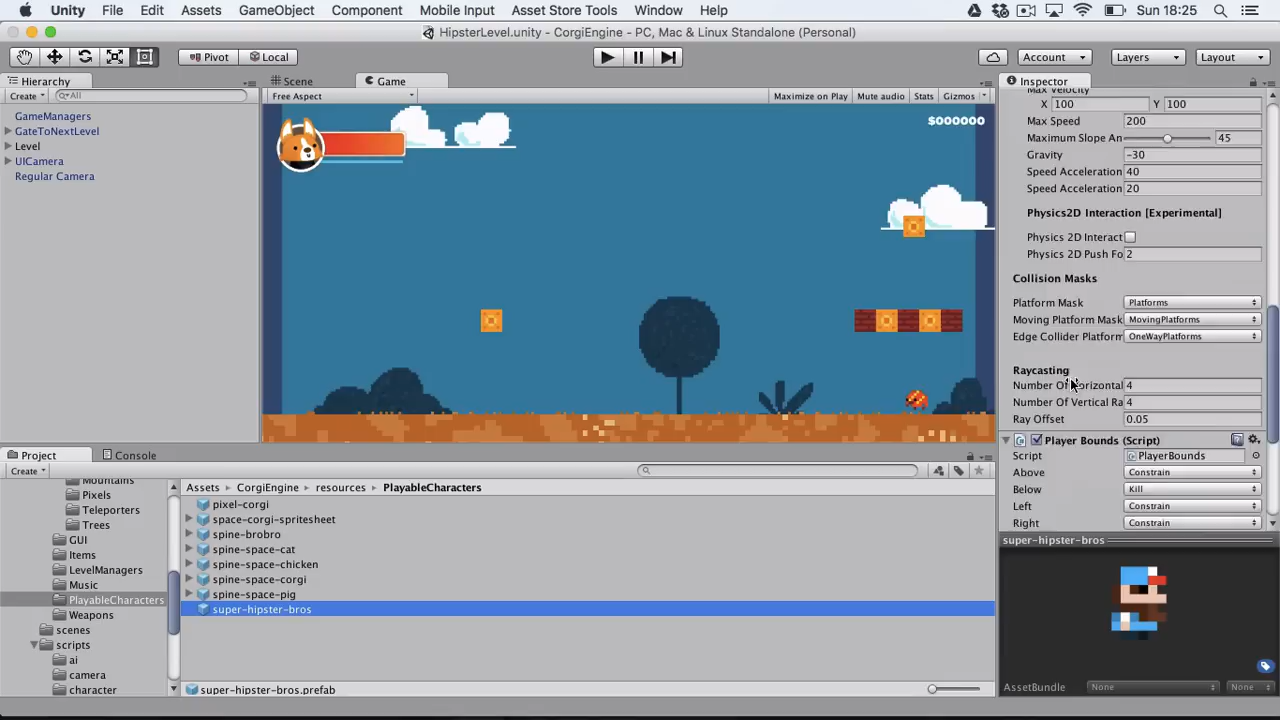 Unity File Edit Assets GameObject Component Mobile Input Asset Store Tools Window Help Sun 18:25
HipsterLevel.unity - CorgiEngine - PC, Mac & Linux Standalone (Personal)
Pivot Local Account Layers Layout
Hierarchy
Create All
GameManagers
GateToNextLevel
Level
UICamera
Regular Camera
Scene Game
Free Aspect Maximize on Play Mute audio Stats Gizmos
$000000
Inspector
Max Velocity
X 100 Y 100
Max Speed 200
Maximum Slope An 45
Gravity -30
Speed Acceleration 40
Speed Acceleration 20
Physics2D Interaction [Experimental]
Physics 2D Interact
Physics 2D Push Fo 2
Collision Masks
Platform Mask Platforms
Moving Platform Mask MovingPlatforms
Edge Collider Platform OneWayPlatforms
Raycasting
Number Of Horizontal 4
Number Of Vertical Ra 4
Ray Offset 0.05
Player Bounds (Script)
Script PlayerBounds
Above Constrain
Below Kill
Left Constrain
Right Constrain
super-hipster-bros
AssetBundle None None
Project Console
Create
Mountains
Pixels
Teleporters
Trees
GUI
Items
LevelManagers
Music
PlayableCharacters
Weapons
scenes
scripts
ai
camera
character
Assets CorgiEngine resources PlayableCharacters
pixel-corgi
space-corgi-spritesheet
spine-brobro
spine-space-cat
spine-space-chicken
spine-space-corgi
spine-space-pig
super-hipster-bros
super-hipster-bros.prefab